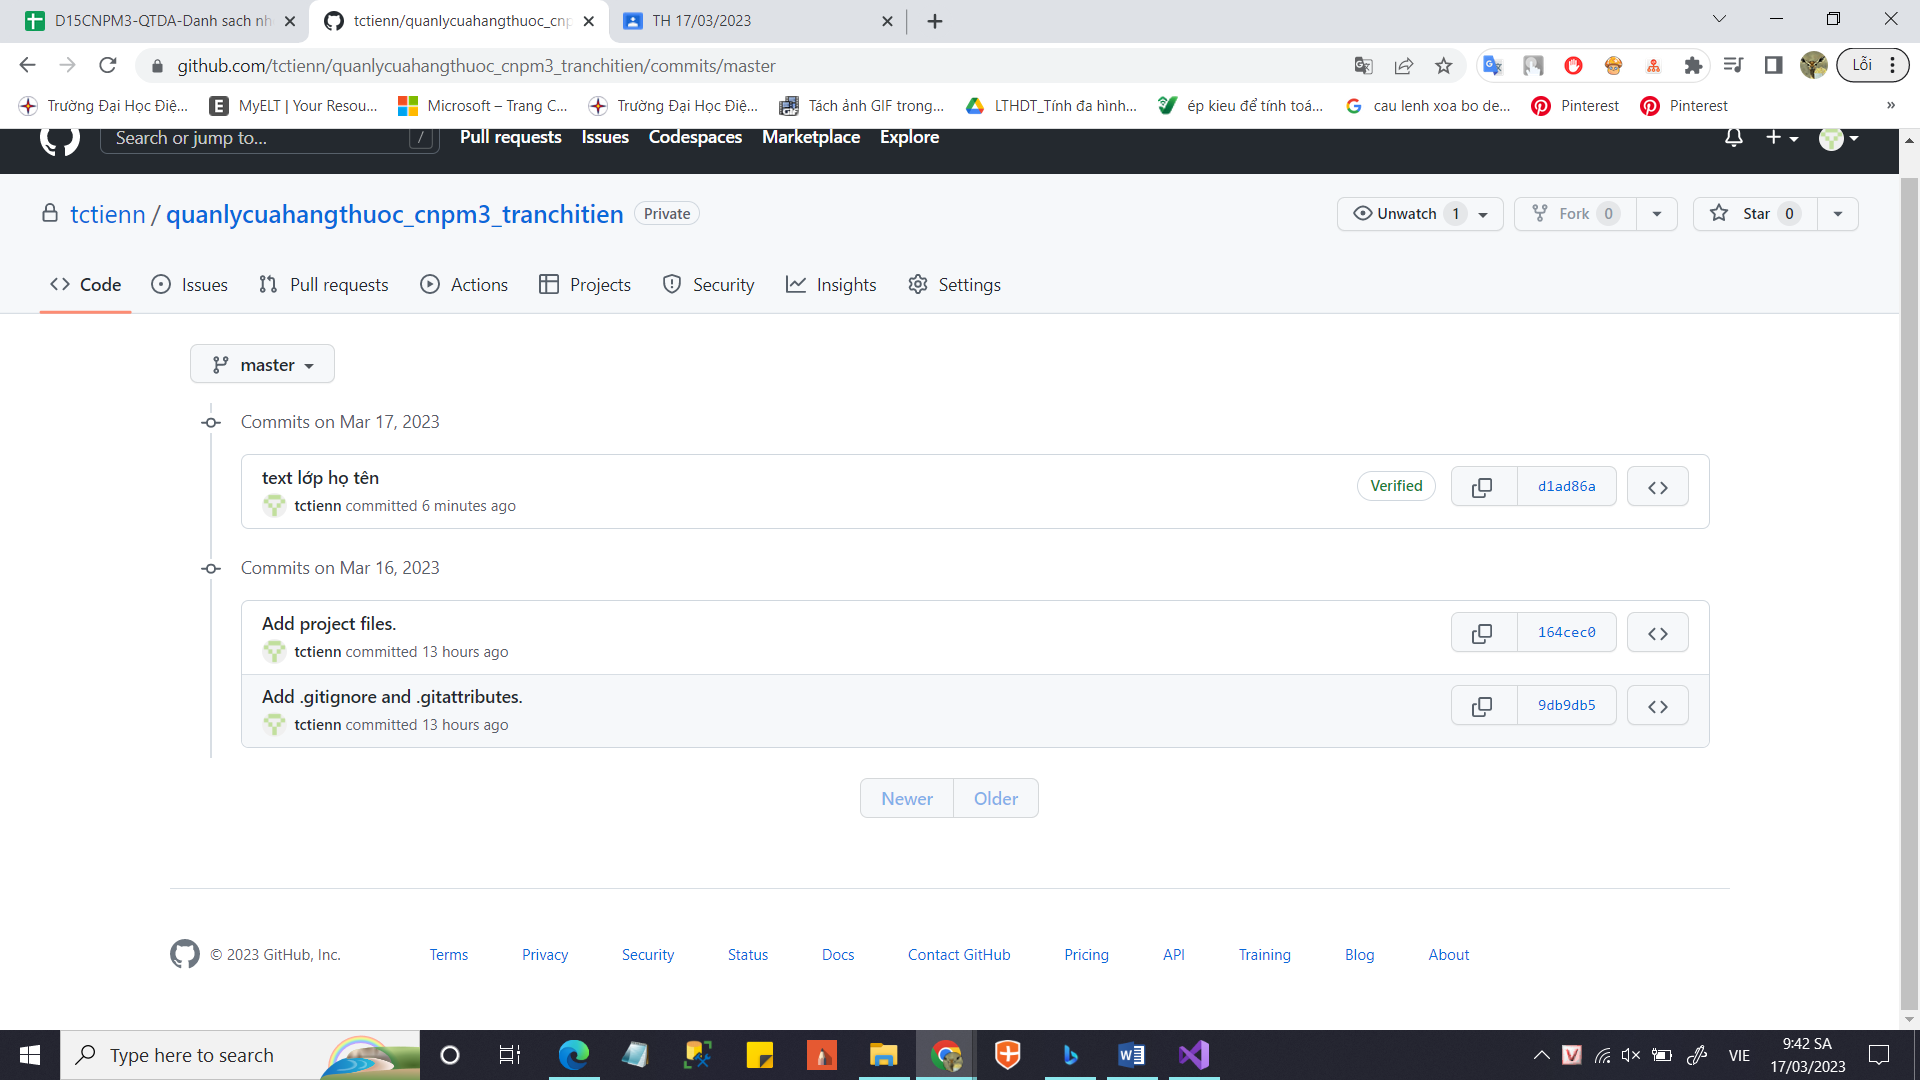 D15CNPM3-QTDA-Danh sach nh
tctienn/quanlycuahangthuoc_cnp
TH 17/03/2023
github.com/tctienn/quanlycuahangthuoc_cnpm3_tranchitien/commits/master
Lỗi
Trường Đại Học Điệ...
MyELT | Your Resou...
Microsoft – Trang C...
Trường Đại Học Điệ...
Tách ảnh GIF trong...
LTHDT_Tính đa hình...
ép kieu để tính toá...
cau lenh xoa bo de...
Pinterest
Pinterest
»
Search or jump to...
/
Pull requests
Issues
Codespaces
Marketplace
Explore
tctienn / quanlycuahangthuoc_cnpm3_tranchitien
Private
Unwatch 1
Fork 0
Star 0
Code
Issues
Pull requests
Actions
Projects
Security
Insights
Settings
master
Commits on Mar 17, 2023
text lớp họ tên
tctienn committed 6 minutes ago
Verified
d1ad86a
Commits on Mar 16, 2023
Add project files.
tctienn committed 13 hours ago
164cec0
Add .gitignore and .gitattributes.
tctienn committed 13 hours ago
9db9db5
Newer
Older
© 2023 GitHub, Inc.
Terms
Privacy
Security
Status
Docs
Contact GitHub
Pricing
API
Training
Blog
About
Type here to search
VIE
9:42 SA
17/03/2023